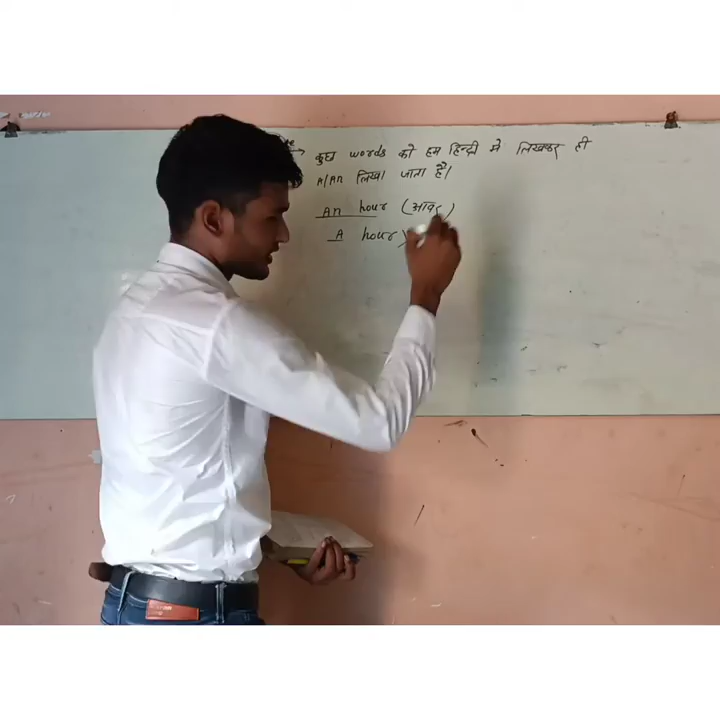 → कुछ words को हम हिन्दी मे लिखकर ही
A/An लिखा जाता है।
An hour (आवर)
A hour